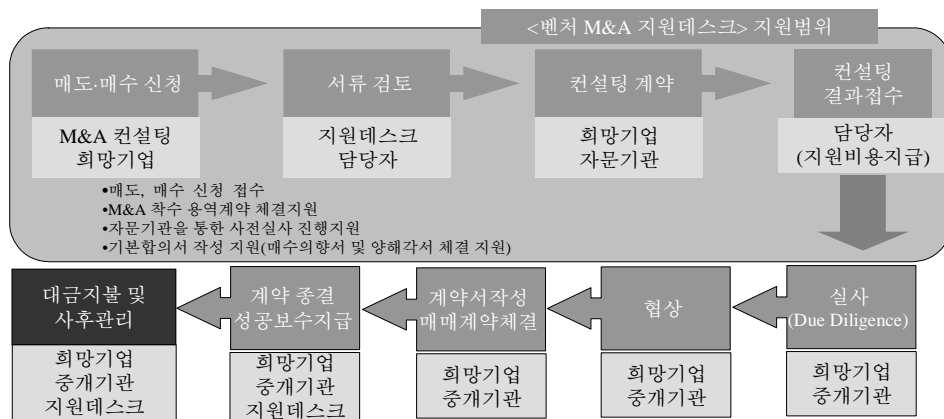 <벤처 M&A 지원데스크> 지원범위
매도·매수 신청
M&A 컨설팅
희망기업
서류 검토
지원데스크
담당자
컨설팅 계약
희망기업
자문기관
컨설팅
결과접수
담당자
(지원비용지급)
•매도, 매수 신청 접수
•M&A 착수 용역계약 체결지원
•자문기관을 통한 사전실사 진행지원
•기본합의서 작성 지원(매수의향서 및 양해각서 체결 지원)
실사
(Due Diligence)
희망기업
중개기관
협상
희망기업
중개기관
계약서작성
매매계약체결
희망기업
중개기관
계약 종결
성공보수지급
희망기업
중개기관
지원데스크
대금지불 및
사후관리
희망기업
중개기관
지원데스크